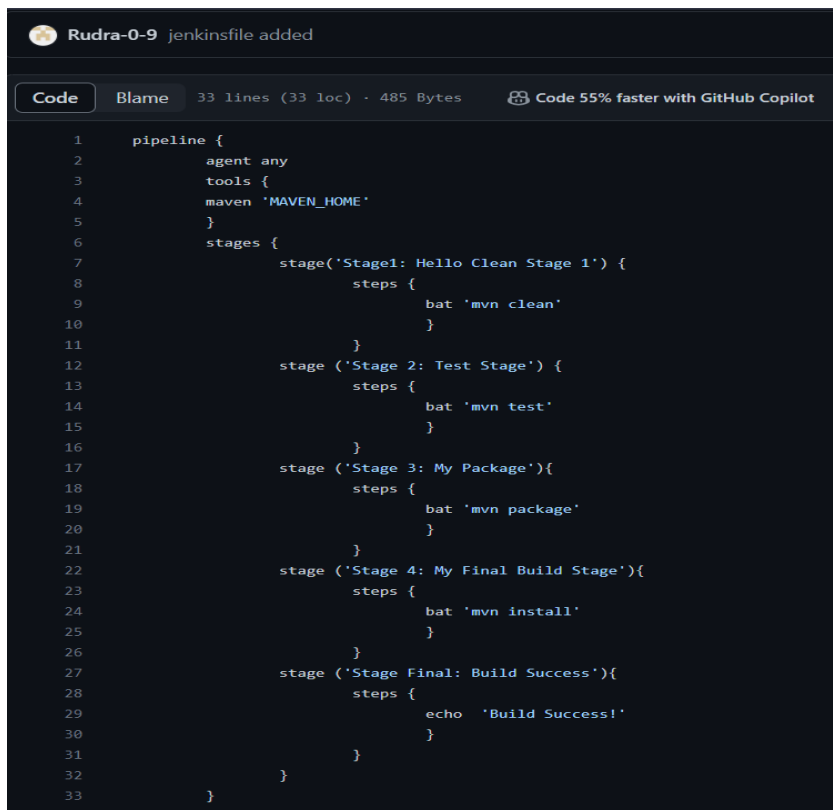 Rudra-0-9 jenkinsfile added
Code Blame 33 lines (33 loc) · 485 Bytes Code 55% faster with GitHub Copilot
1 pipeline {
2 agent any
3 tools {
4 maven 'MAVEN_HOME'
5 }
6 stages {
7 stage('Stage1: Hello Clean Stage 1') {
8 steps {
9 bat 'mvn clean'
10 }
11 }
12 stage ('Stage 2: Test Stage') {
13 steps {
14 bat 'mvn test'
15 }
16 }
17 stage ('Stage 3: My Package'){
18 steps {
19 bat 'mvn package'
20 }
21 }
22 stage ('Stage 4: My Final Build Stage'){
23 steps {
24 bat 'mvn install'
25 }
26 }
27 stage ('Stage Final: Build Success'){
28 steps {
29 echo  'Build Success!'
30 }
31 }
32 }
33 }